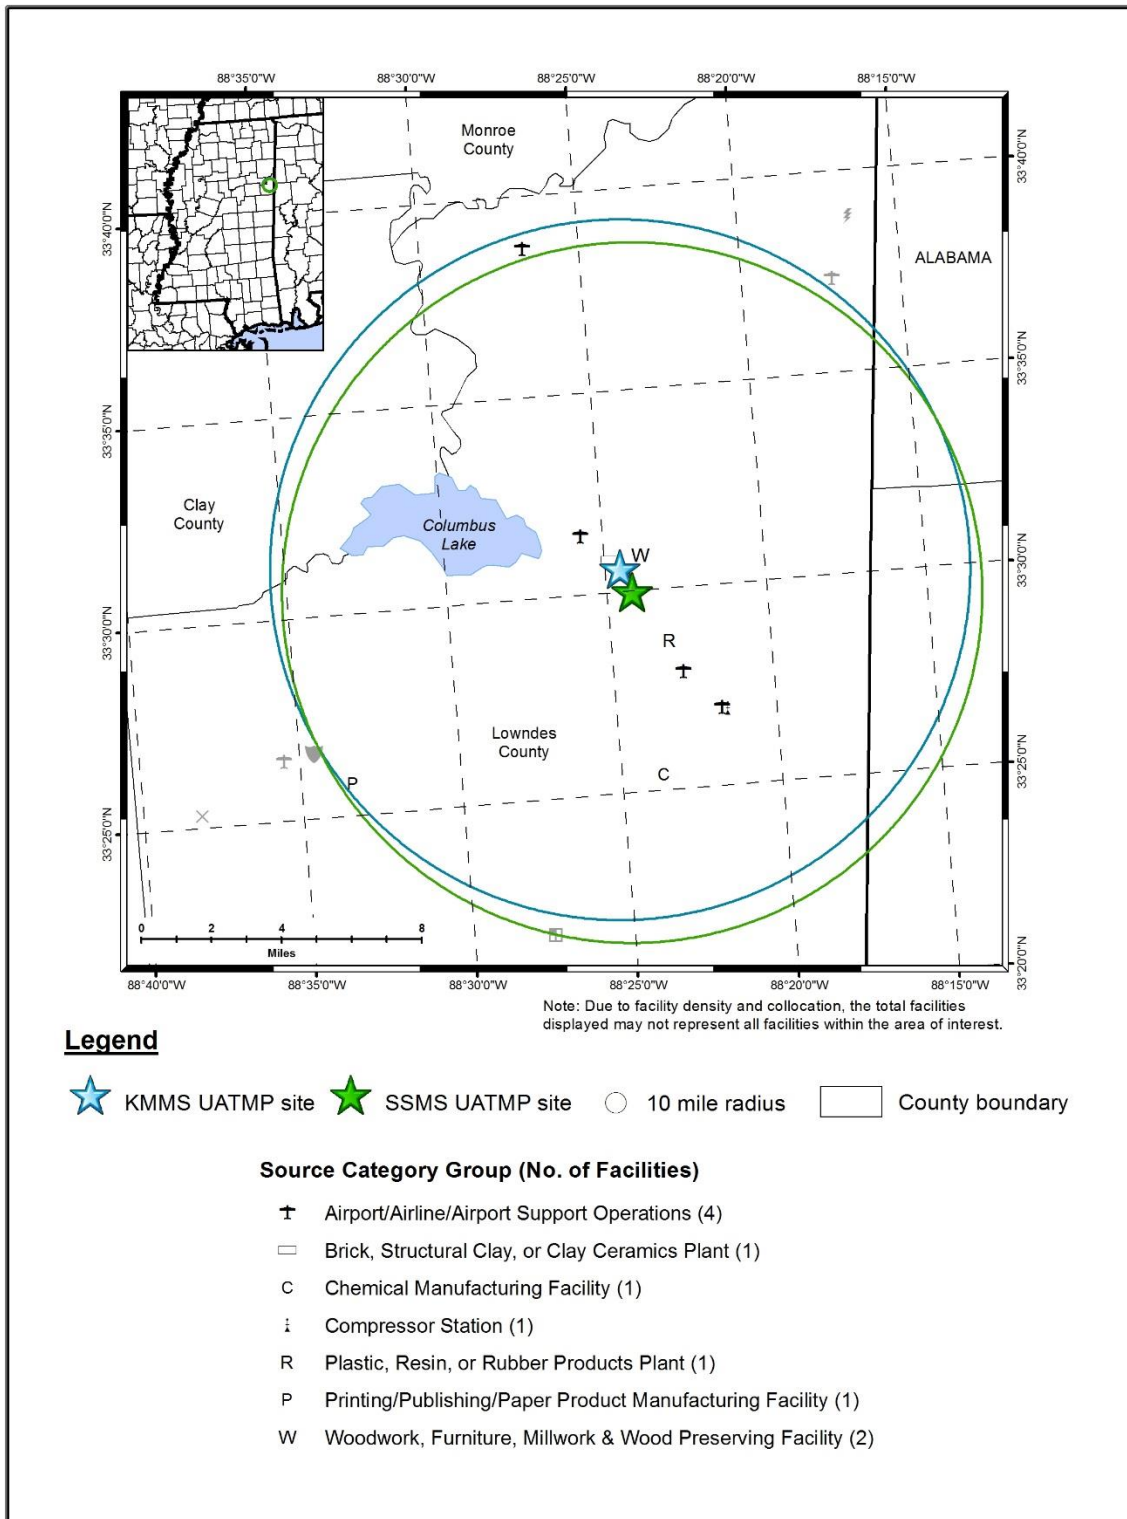 88°35'0"W 88°30'0"W 88°25'0"W 88°20'0"W 88°15'0"W
Monroe
County
33°40'0"N
33°40'0"N
ALABAMA
33°35'0"N
33°35'0"N
Clay
County
Columbus
Lake
W
33°30'0"N
33°30'0"N
R
Lowndes
County
C
P
33°25'0"N
33°25'0"N
0 2 4 8
Miles
33°20'0"N
88°40'0"W 88°35'0"W 88°30'0"W 88°25'0"W 88°20'0"W 88°15'0"W
Note: Due to facility density and collocation, the total facilities
displayed may not represent all facilities within the area of interest.
Legend
KMMS UATMP site SSMS UATMP site 10 mile radius County boundary
Source Category Group (No. of Facilities)
Airport/Airline/Airport Support Operations (4)
Brick, Structural Clay, or Clay Ceramics Plant (1)
C Chemical Manufacturing Facility (1)
Compressor Station (1)
R Plastic, Resin, or Rubber Products Plant (1)
P Printing/Publishing/Paper Product Manufacturing Facility (1)
W Woodwork, Furniture, Millwork & Wood Preserving Facility (2)